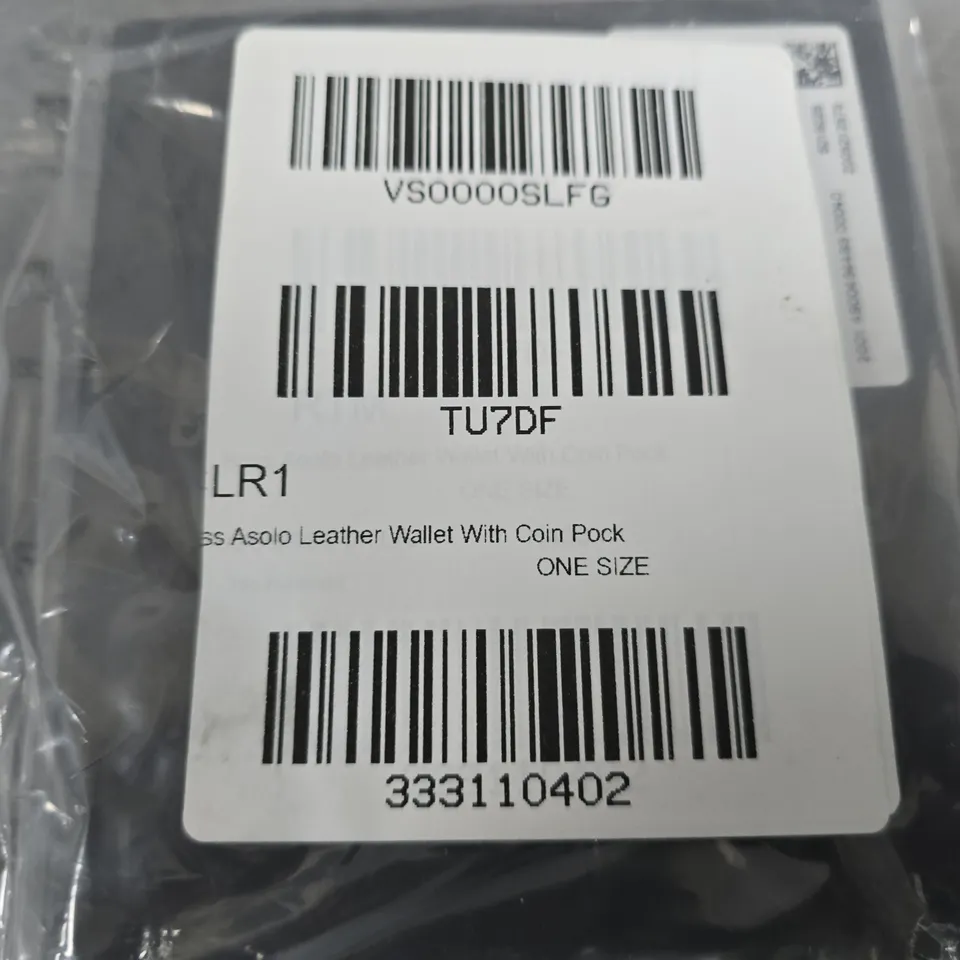 VS0000SLFG
TU7DF
LR1
ss Asolo Leather Wallet With Coin Pock
ONE SIZE
333110402